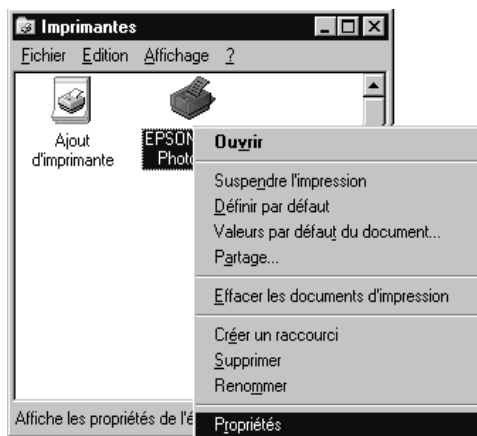 Imprimantes
Fichier Edition Affichage ?
Ajout
d'imprimante
EPSON
Photo
Ouvrir
Suspendre l'impression
Définir par défaut
Valeurs par défaut du document...
Partage...
Effacer les documents d'impression
Créer un raccourci
Supprimer
Renommer
Propriétés
Affiche les propriétés de l'é